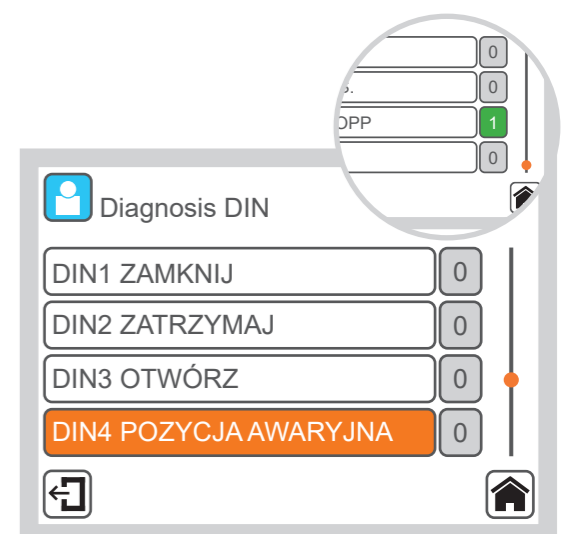 0
0
OPP 1
0
Diagnosis DIN
DIN1 ZAMKNIJ 0
DIN2 ZATRZYMAJ 0
DIN3 OTWÓRZ 0
DIN4 POZYCJA AWARYJNA 0